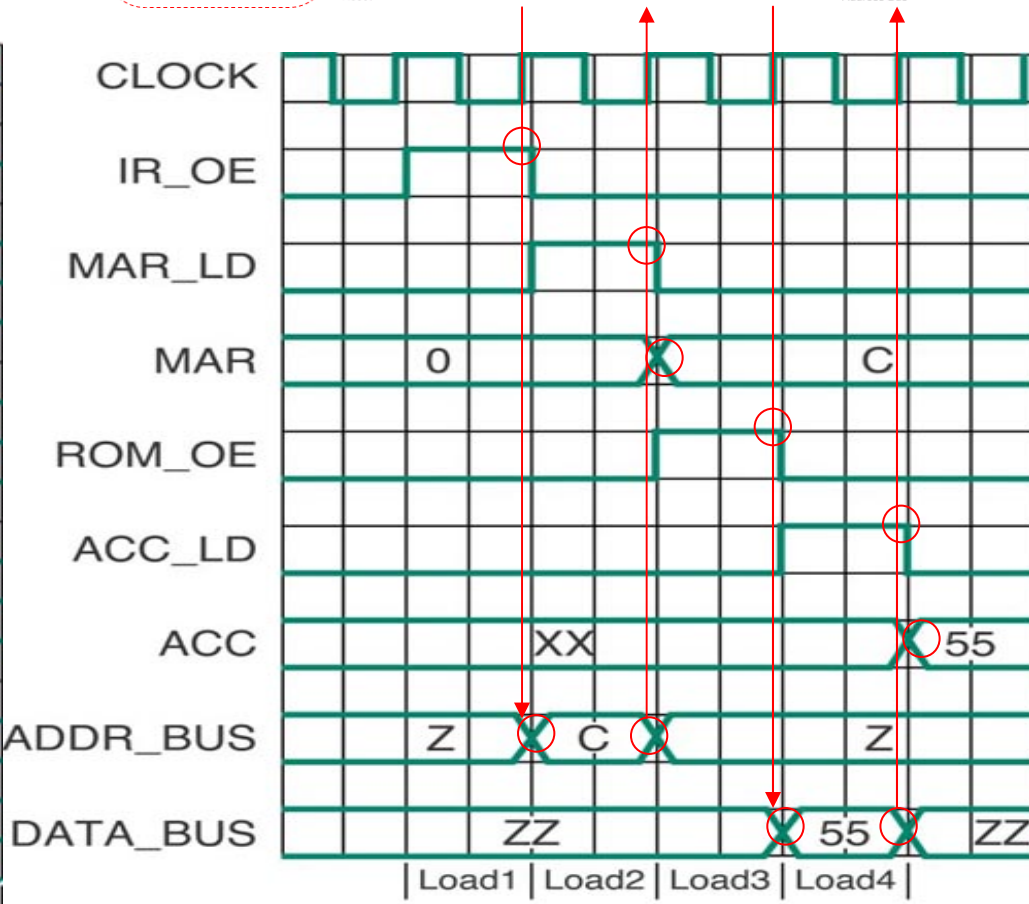 CLOCK
IR_OE
MAR_LD
MAR 0 C
ROM_OE
ACC_LD
ACC XX 55
ADDR_BUS Z C Z
DATA_BUS ZZ 55 ZZ
Load1 Load2 Load3 Load4